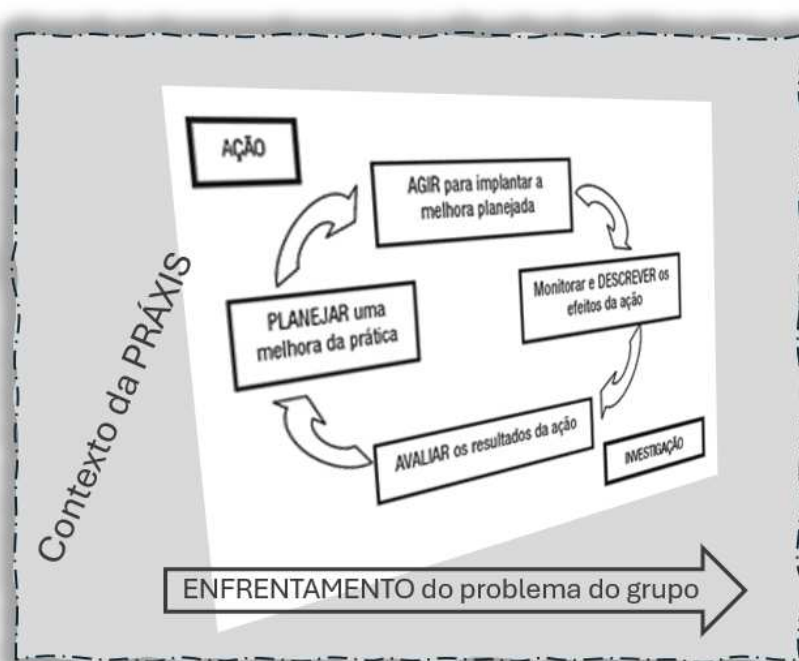 AÇÃO
AGIR para implantar a
melhora planejada
Monitorar e DESCREVER os
efeitos da ação
PLANEJAR uma
melhora da prática
AVALIAR os resultados da ação
INVESTIGAÇÃO
Contexto da PRÁXIS
ENFRENTAMENTO do problema do grupo